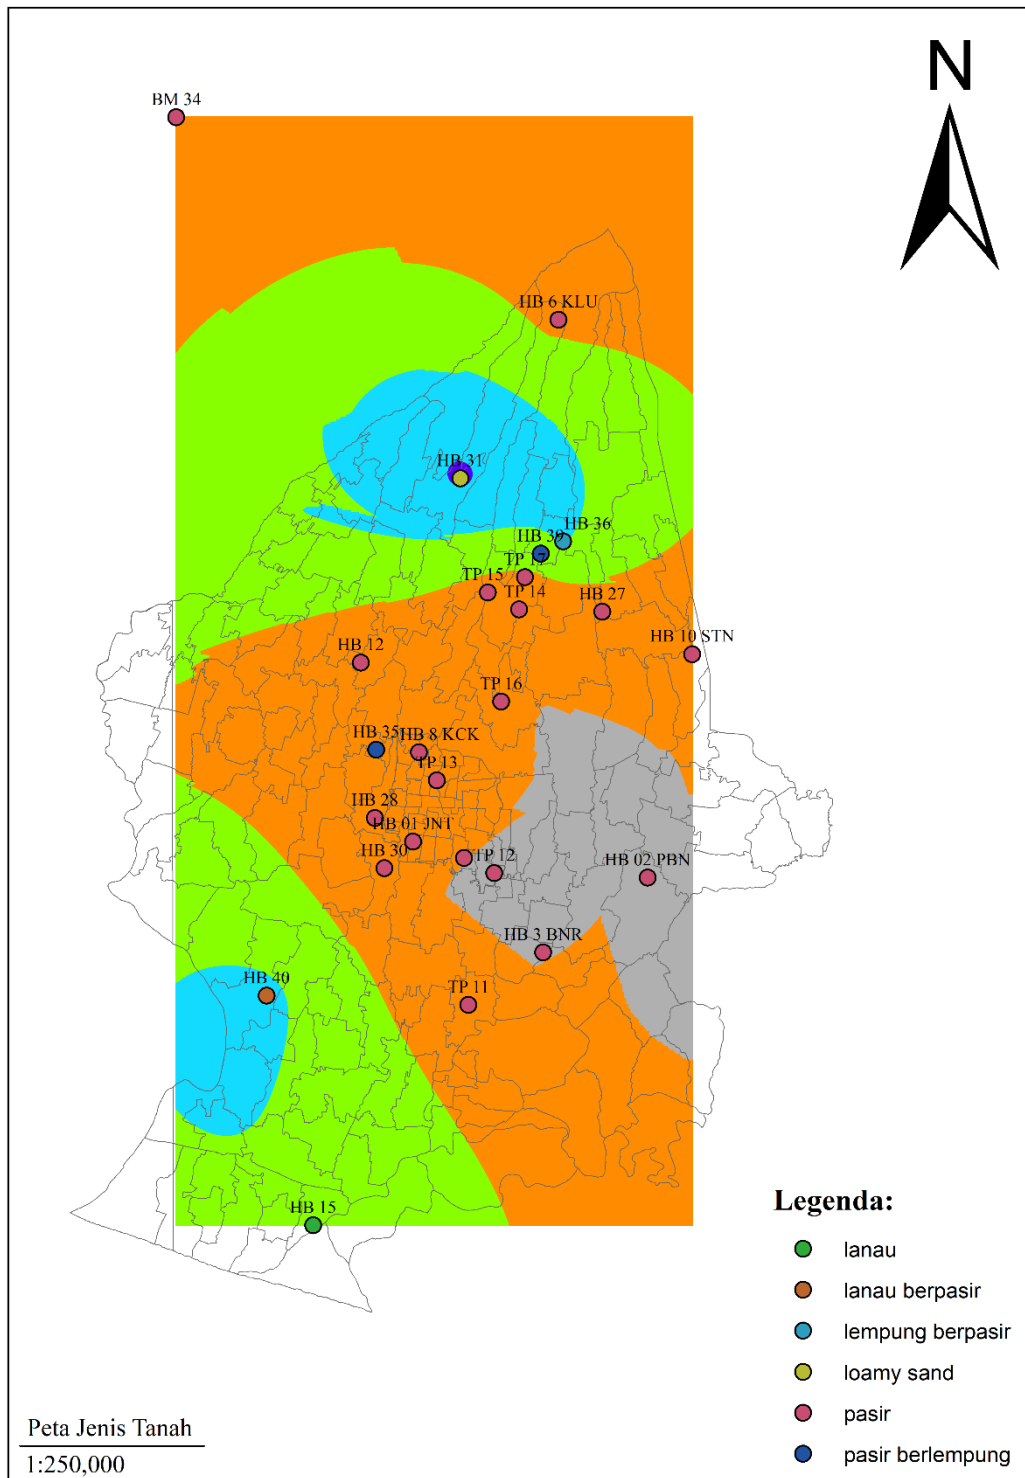 N
BM 34
HB 6 KLU
HB 31
HB 36
HB 39
TP 17
TP 15
TP 14
HB 27
HB 10 STN
HB 12
TP 16
HB 35
HB 8 KCK
TP 13
HB 28
HB 01 JNT
HB 30
TP 12
HB 02 PBN
HB 3 BNR
HB 40
TP 11
HB 15
Legenda:
lanau
lanau berpasir
lempung berpasir
loamy sand
pasir
pasir berlempung
Peta Jenis Tanah
1:250,000